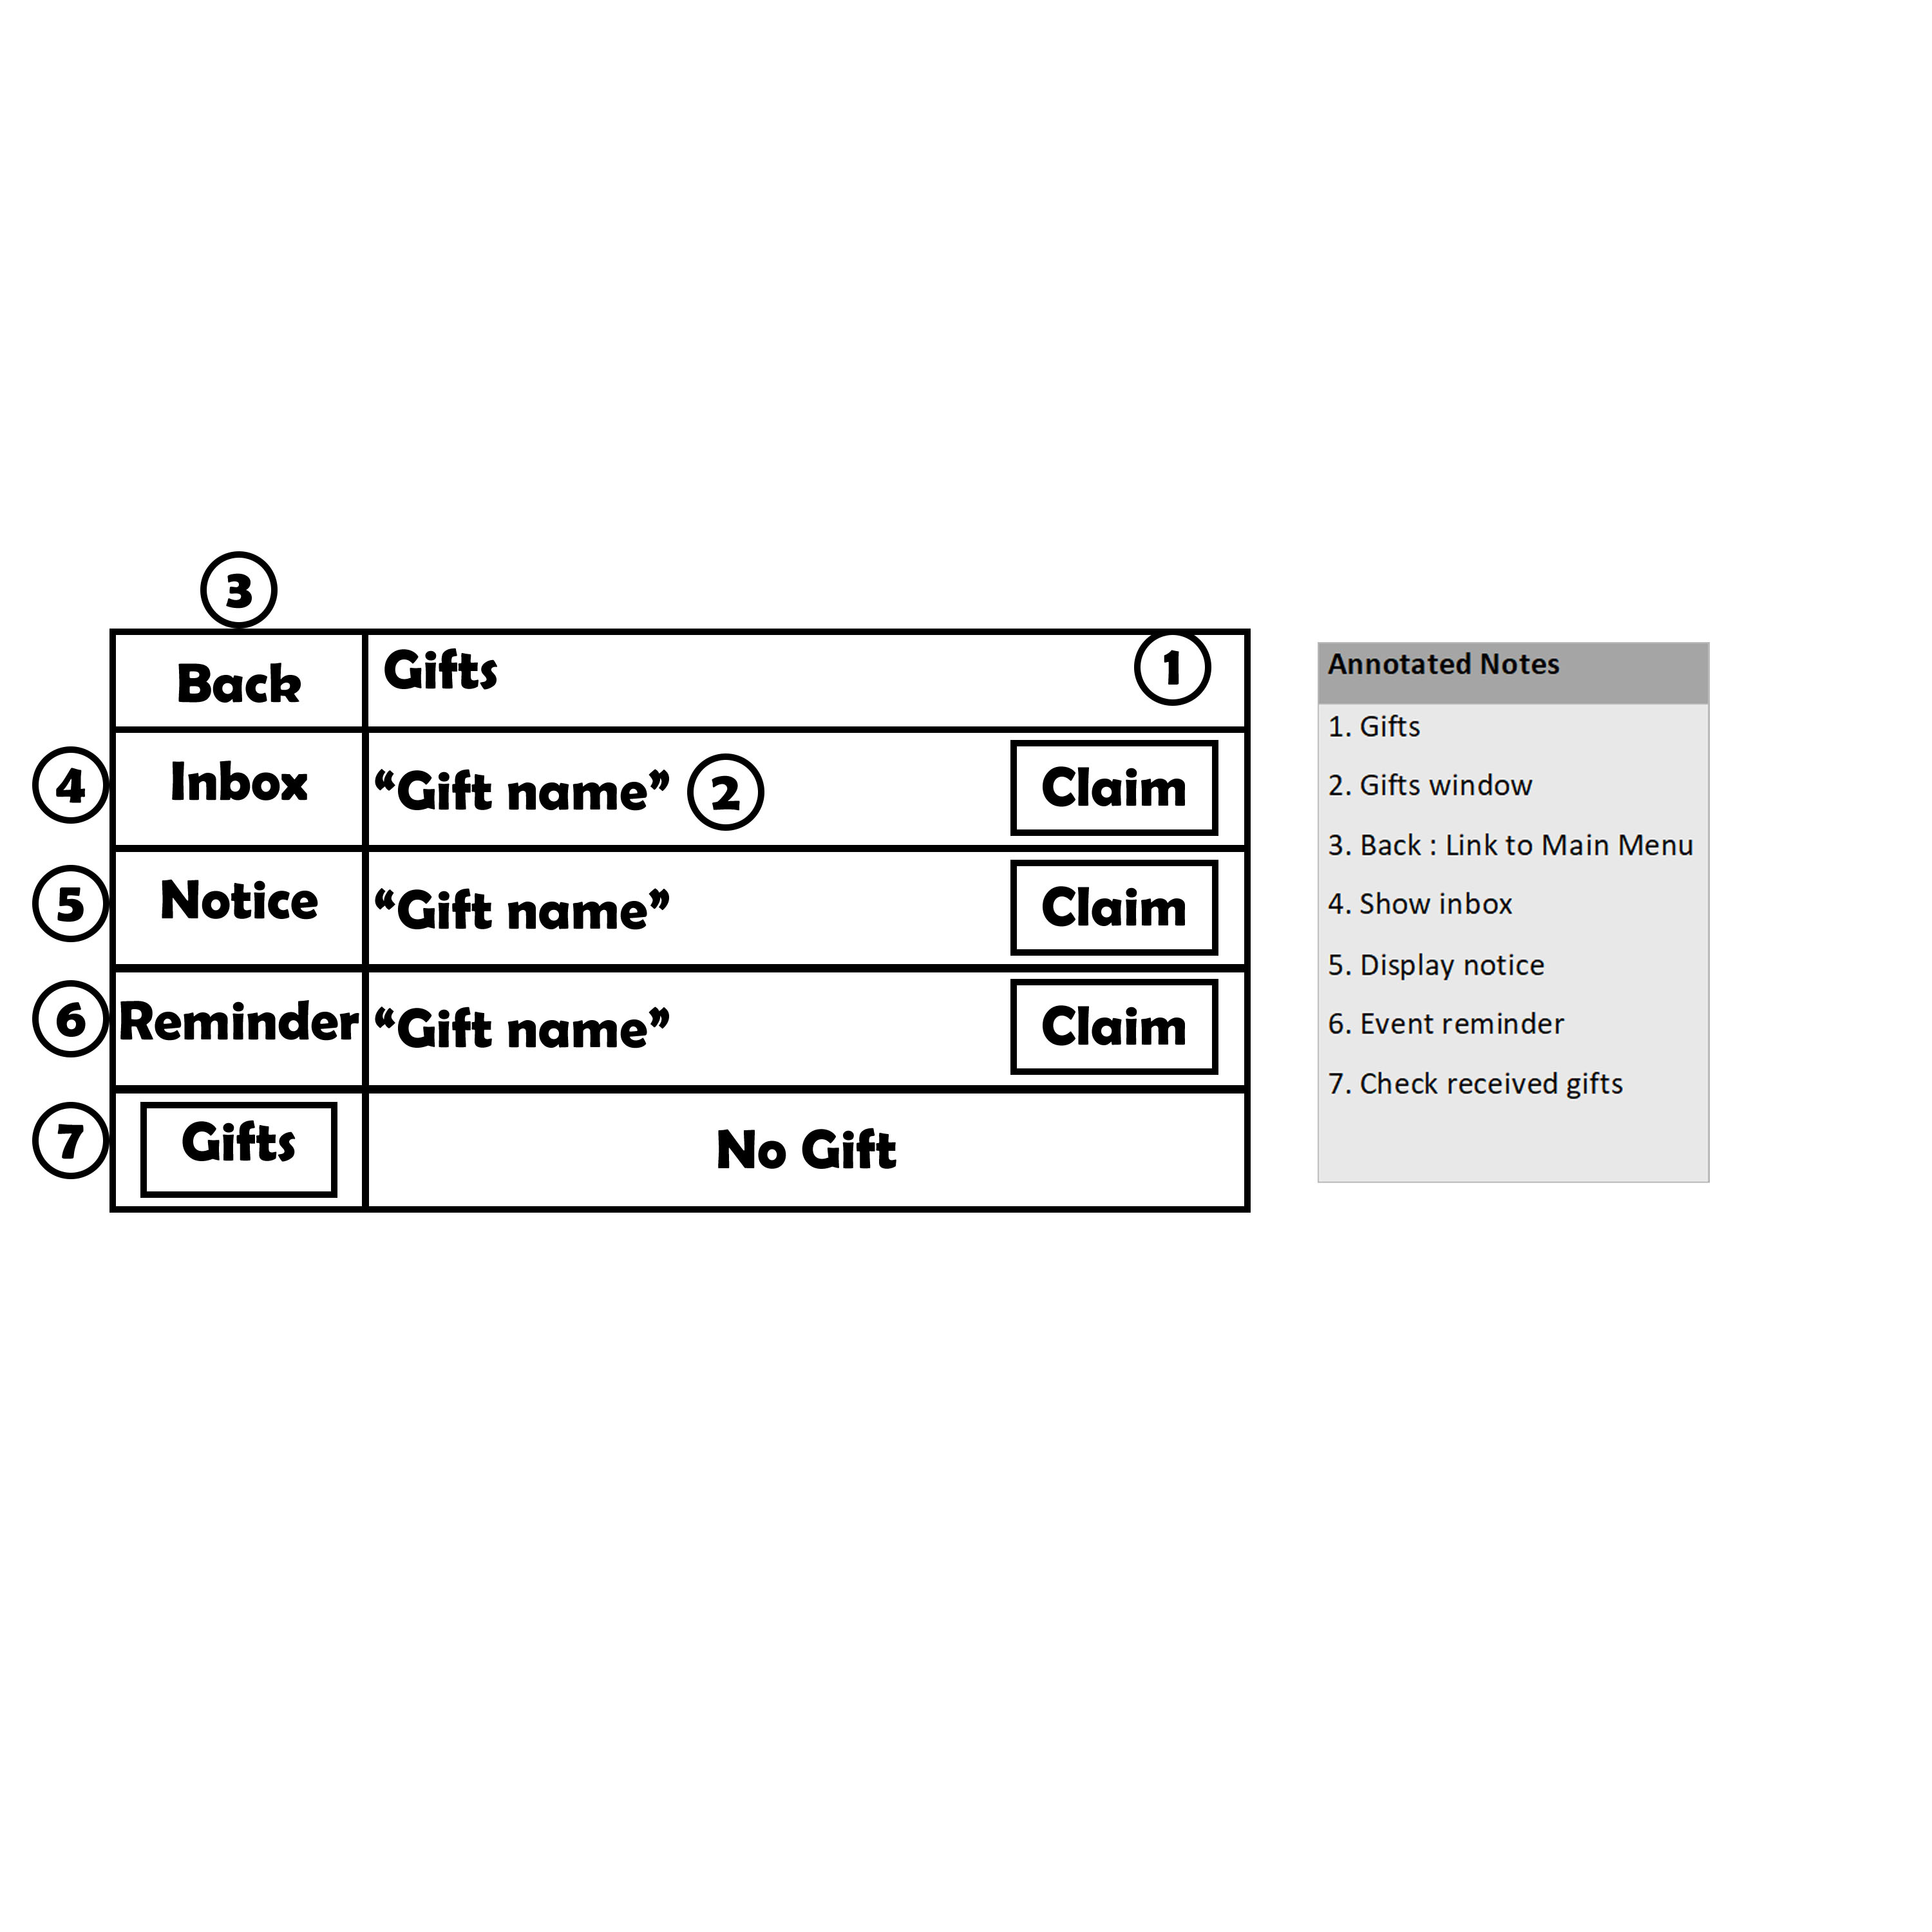 3
Back
Gifts
1
4
Inbox
“Gift name”
2
Claim
5
Notice
“Gift name”
Claim
6
Reminder
“Gift name”
Claim
7
Gifts
No Gift
Annotated Notes
1. Gifts
2. Gifts window
3. Back : Link to Main Menu
4. Show inbox
5. Display notice
6. Event reminder
7. Check received gifts